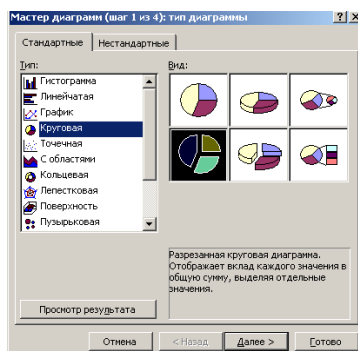 Мастер диаграмм (шаг 1 из 4): тип диаграммы
Стандартные
Нестандартные
Тип:
Гистограмма
Линейчатая
График
Круговая
Точечная
С областями
Кольцевая
Лепестковая
Поверхность
Пузырьковая
Вид:
Разрезанная круговая диаграмма.
Отображает вклад каждого значения в
общую сумму, выделяя отдельные
значения.
Просмотр результата
Отмена
< Назад
Далее >
Готово